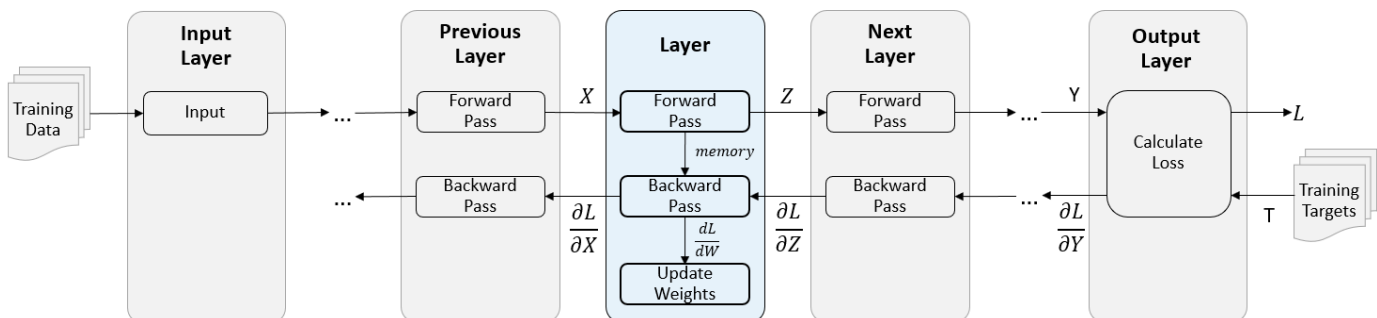 Input
Layer
Previous
Layer
Layer
Next
Layer
Output
Layer
Training
Data
Input
...
Forward
Pass
X
Forward
Pass
Z
Forward
Pass
...
Y
Calculate
Loss
L
memory
...
Backward
Pass
∂L/∂X
Backward
Pass
∂L/∂Z
Backward
Pass
...
∂L/∂Y
T
Training
Targets
dL/dW
Update
Weights